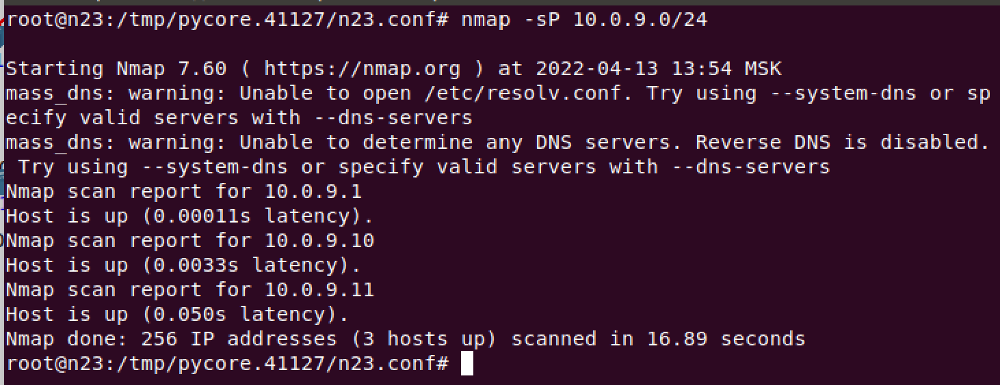 root@n23:/tmp/pycore.41127/n23.conf# nmap -sP 10.0.9.0/24
Starting Nmap 7.60 ( https://nmap.org ) at 2022-04-13 13:54 MSK
mass_dns: warning: Unable to open /etc/resolv.conf. Try using --system-dns or sp
ecify valid servers with --dns-servers
mass_dns: warning: Unable to determine any DNS servers. Reverse DNS is disabled.
 Try using --system-dns or specify valid servers with --dns-servers
Nmap scan report for 10.0.9.1
Host is up (0.00011s latency).
Nmap scan report for 10.0.9.10
Host is up (0.0033s latency).
Nmap scan report for 10.0.9.11
Host is up (0.050s latency).
Nmap done: 256 IP addresses (3 hosts up) scanned in 16.89 seconds
root@n23:/tmp/pycore.41127/n23.conf#